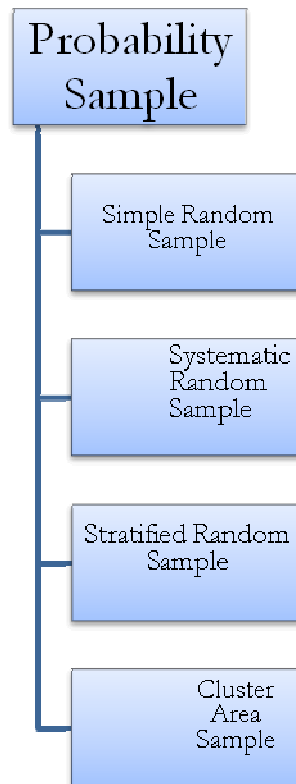 Probability
Sample
Simple Random
Sample
Systematic
Random
Sample
Stratified Random
Sample
Cluster
Area
Sample